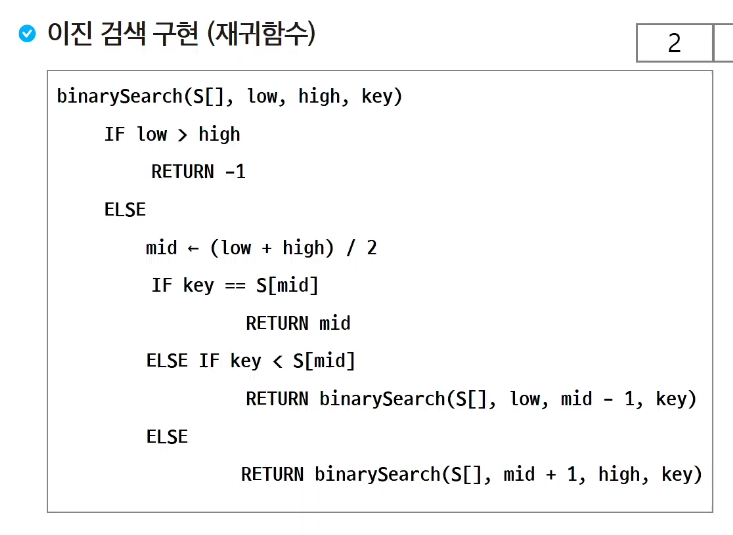 이진 검색 구현 (재귀함수)
2
binarySearch(S[], low, high, key)
IF low > high
RETURN -1
ELSE
mid ← (low + high) / 2
IF key == S[mid]
RETURN mid
ELSE IF key < S[mid]
RETURN binarySearch(S[], low, mid - 1, key)
ELSE
RETURN binarySearch(S[], mid + 1, high, key)